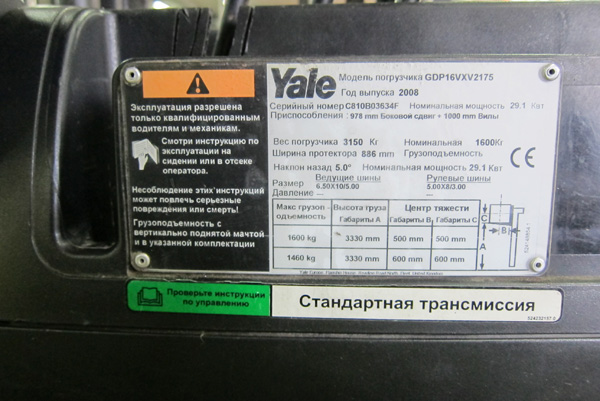 Эксплуатация разрешена
только квалифицированным
водителям и механикам.
Смотри инструкцию по
эксплуатации на
сидении или в отсеке
оператора.
Несоблюдение этих инструкций
может повлечь серьезные
повреждения или смерть!
Грузоподъемность с
вертикально поднятой мачтой
и в указанной комплектации
Yale
Модель погрузчика GDP16VXV2175
Год выпуска 2008
Серийный номер C810B03534F Номинальная мощность 29.1 Квт
Приспособления : 978 mm Боковой сдвиг + 1000 mm Вилы
Вес погрузчика 3150 Кг Номинальная 1600Кг
Ширина протектора 886 mm Грузоподъемность
Наклон назад 5.0° Номинальная мощность 29.1 Квт
Ведущие шины Рулевые шины
Размер 6.50X10/5.00 5.00X8/3.00
Давление — —
CE
Макс грузоп-одъемность Высота груза Габариты A Центр тяжести Габариты B Габариты C
1600 kg 3330 mm 500 mm 500 mm
1460 kg 3330 mm 600 mm 600 mm
C
B
A
Проверьте инструкции
по управлению
Стандартная трансмиссия